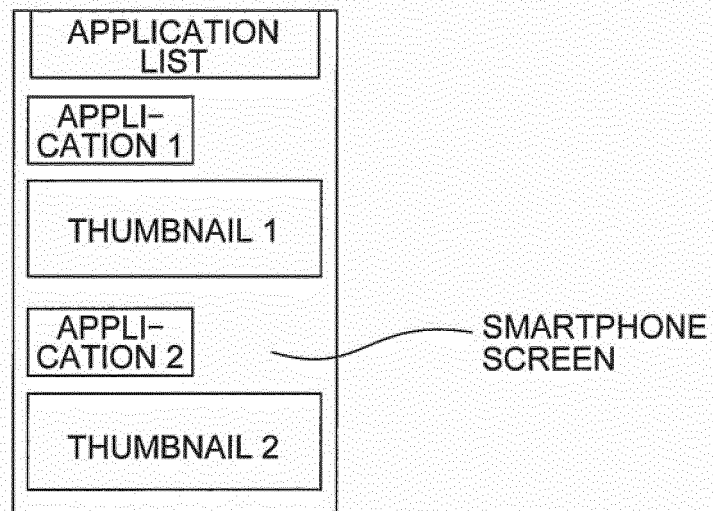 APPLICATION
LIST
APPLI-
CATION 1
THUMBNAIL 1
APPLI-
CATION 2
SMARTPHONE
SCREEN
THUMBNAIL 2